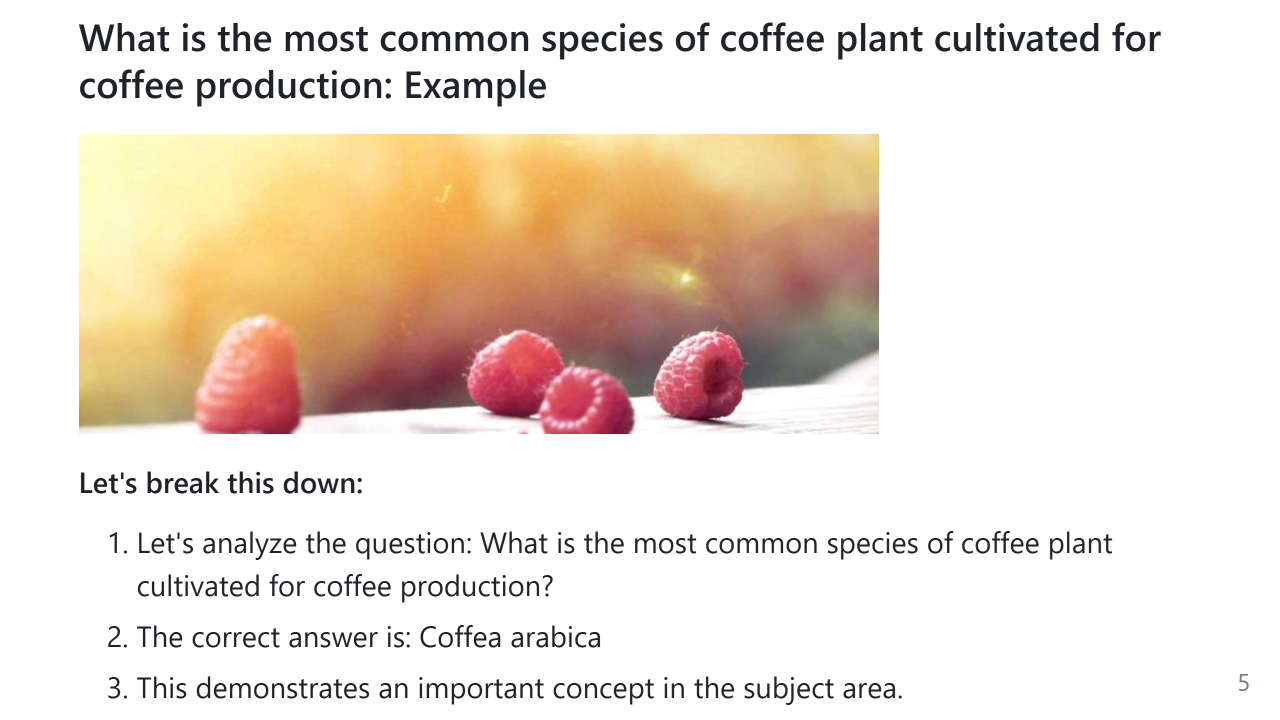 What is the most common species of coffee plant cultivated for
coffee production: Example
Let's break this down:
1. Let's analyze the question: What is the most common species of coffee plant
cultivated for coffee production?
2. The correct answer is: Coffea arabica
3. This demonstrates an important concept in the subject area.
5